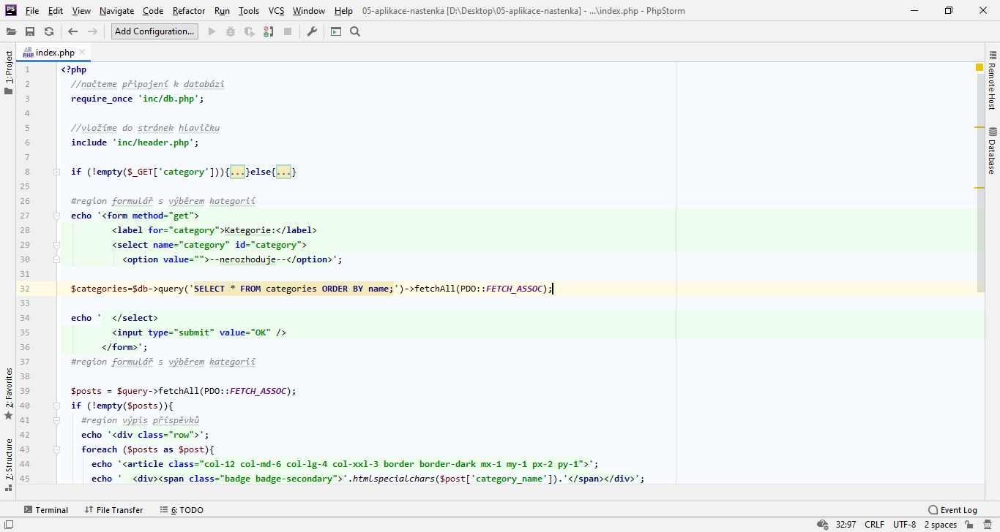 PS File Edit View Navigate Code Refactor Run Tools VCS Window Help 05-aplikace-nastenka [D:\Desktop\05-aplikace-nastenka] - ...\index.php - PhpStorm
Add Configuration...
PHP index.php
1: Project
2: Favorites
7: Structure
Remote Host
Database
1 <?php
2 //načteme připojení k databázi
3 require_once 'inc/db.php';
4
5 //vložíme do stránek hlavičku
6 include 'inc/header.php';
7
8 if (!empty($_GET['category'])){...}else{...}
25
26 #region formulář s výběrem kategorií
27 echo '<form method="get">
28 <label for="category">Kategorie:</label>
29 <select name="category" id="category">
30 <option value="">--nerozhoduje--</option>';
31
32 $categories=$db->query('SELECT * FROM categories ORDER BY name;')->fetchAll(PDO::FETCH_ASSOC);
33
34 echo ' </select>
35 <input type="submit" value="OK" />
36 </form>';
37 #region formulář s výběrem kategorií
38
39 $posts = $query->fetchAll(PDO::FETCH_ASSOC);
40 if (!empty($posts)){
41 #region výpis příspěvků
42 echo '<div class="row">';
43 foreach ($posts as $post){
44 echo '<article class="col-12 col-md-6 col-lg-4 col-xxl-3 border border-dark mx-1 my-1 px-2 py-1">';
45 echo ' <div><span class="badge badge-secondary">'.htmlspecialchars($post['category_name']).'</span></div>';
Terminal File Transfer 6: TODO Event Log
32:97 CRLF UTF-8 2 spaces